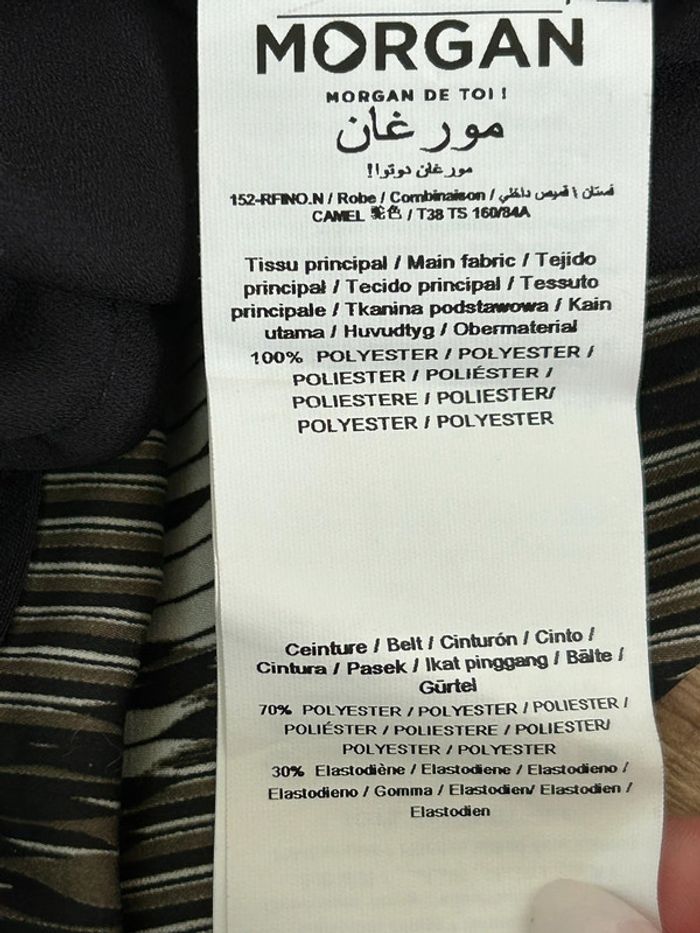 MORGAN
MORGAN DE TOI !
مورغان
مورغان دوتوا!
152-RFINO.N / Robe / Combinaison / فستان \ قميص داخلي
CAMEL 驼色 / T38 TS 160/84A
Tissu principal / Main fabric / Tejido
principal / Tecido principal / Tessuto
principale / Tkanina podstawowa / Kain
utama / Huvudtyg / Obermaterial
100% POLYESTER / POLYESTER /
POLIESTER / POLIÉSTER /
POLIESTERE / POLIESTER/
POLYESTER / POLYESTER
Ceinture / Belt / Cinturón / Cinto /
Cintura / Pasek / Ikat pinggang / Bälte /
Gürtel
70% POLYESTER / POLYESTER / POLIESTER /
POLIÉSTER / POLIESTERE / POLIESTER/
POLYESTER / POLYESTER
30% Elastodiène / Elastodiene / Elastodieno /
Elastodieno / Gomma / Elastodien/ Elastodien /
Elastodien